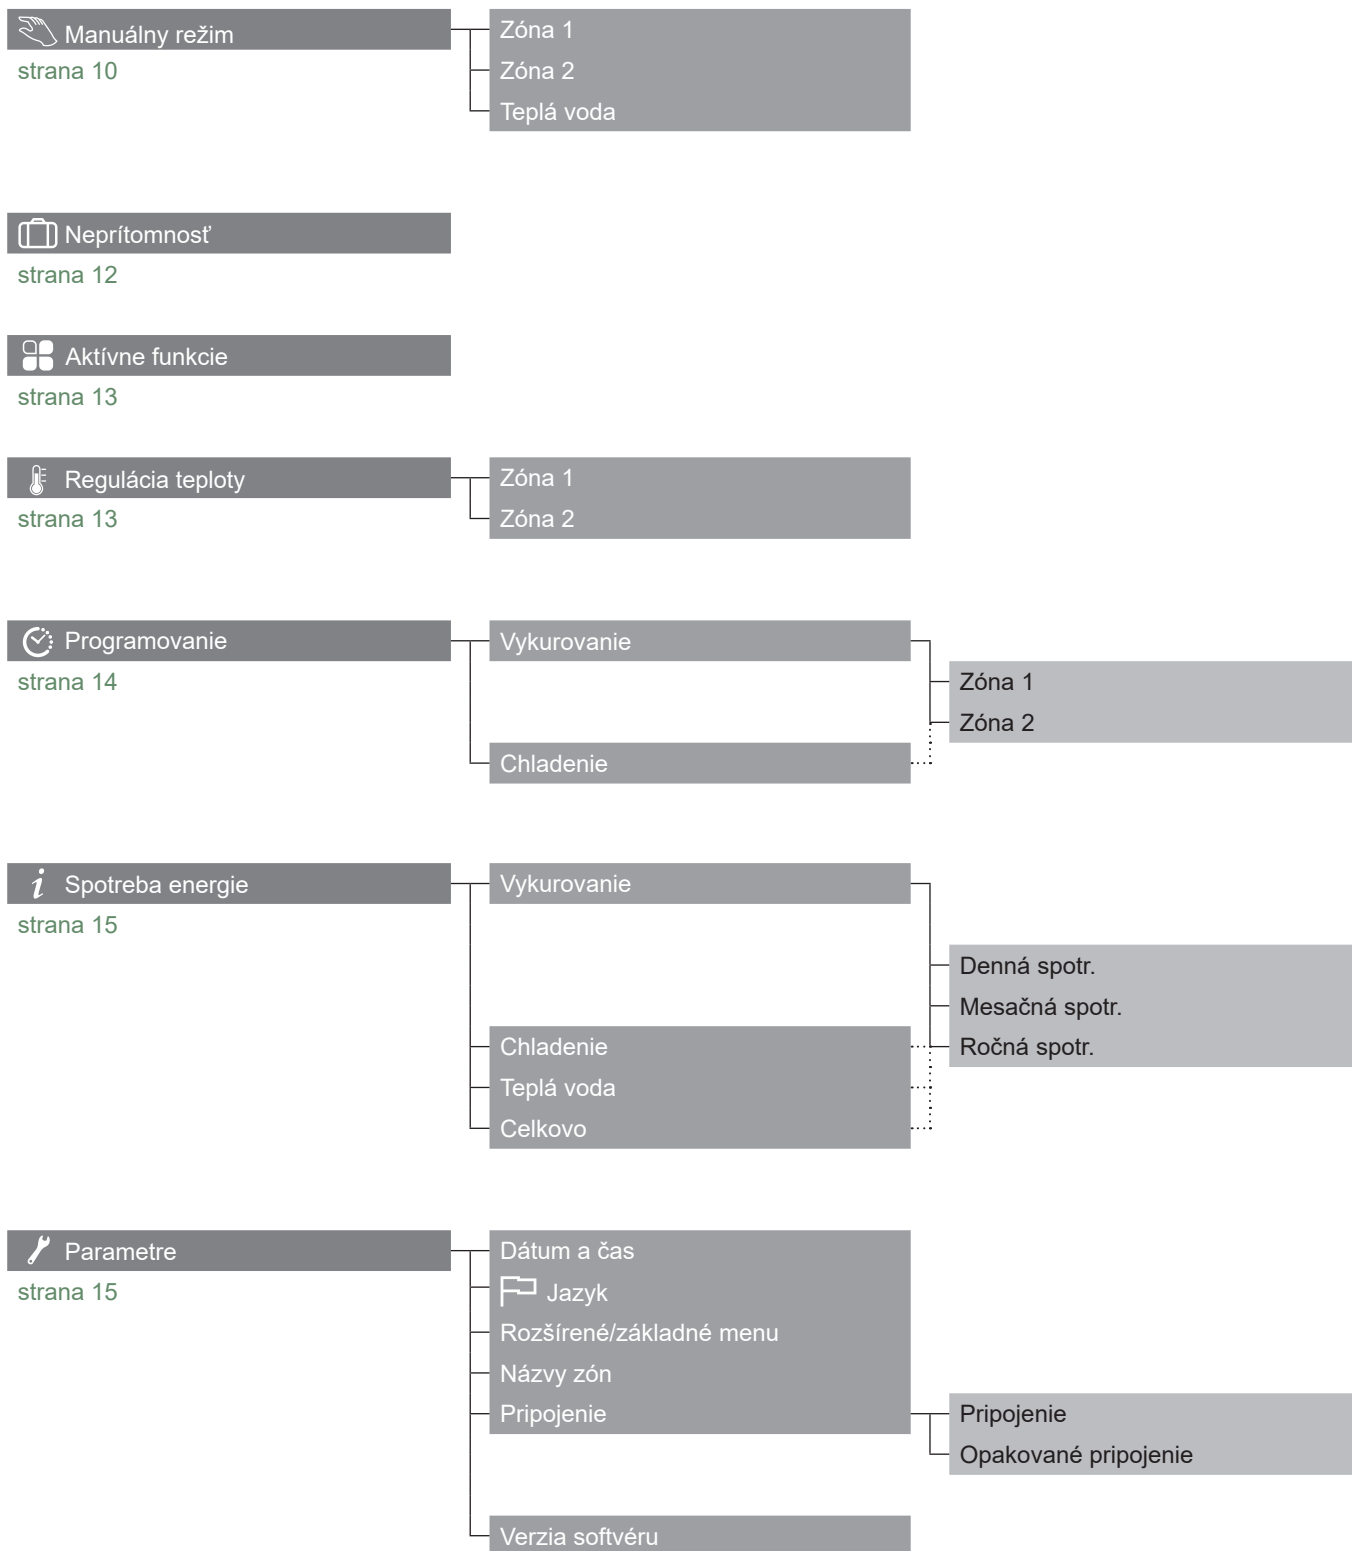 Manuálny režim
Zóna 1
strana 10
Zóna 2
Teplá voda
Neprítomnosť
strana 12
Aktívne funkcie
strana 13
Regulácia teploty
Zóna 1
strana 13
Zóna 2
Programovanie
Vykurovanie
strana 14
Zóna 1
Zóna 2
Chladenie
Spotreba energie
Vykurovanie
strana 15
Denná spotr.
Mesačná spotr.
Chladenie
Ročná spotr.
Teplá voda
Celkovo
Parametre
Dátum a čas
strana 15
Jazyk
Rozšírené/základné menu
Názvy zón
Pripojenie
Pripojenie
Opakované pripojenie
Verzia softvéru